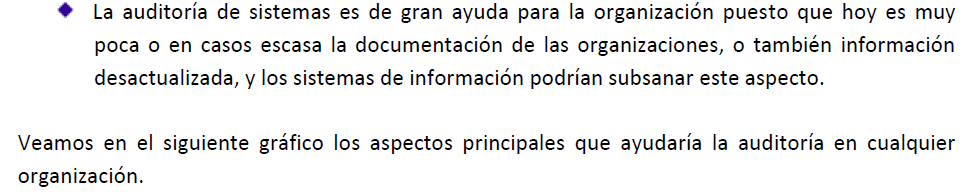 La auditoría de sistemas es de gran ayuda para la organización puesto que hoy es muy
poca o en casos escasa la documentación de las organizaciones, o también información
desactualizada, y los sistemas de información podrían subsanar este aspecto.
Veamos en el siguiente gráfico los aspectos principales que ayudaría la auditoría en cualquier
organización.